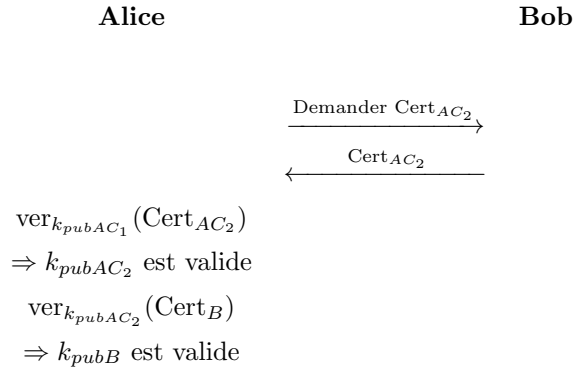 Alice Bob
Demander Cert_{AC_2}
Cert_{AC_2}
ver_{k_{pubAC_1}}(Cert_{AC_2})
⇒ k_{pubAC_2} est valide
ver_{k_{pubAC_2}}(Cert_B)
⇒ k_{pubB} est valide